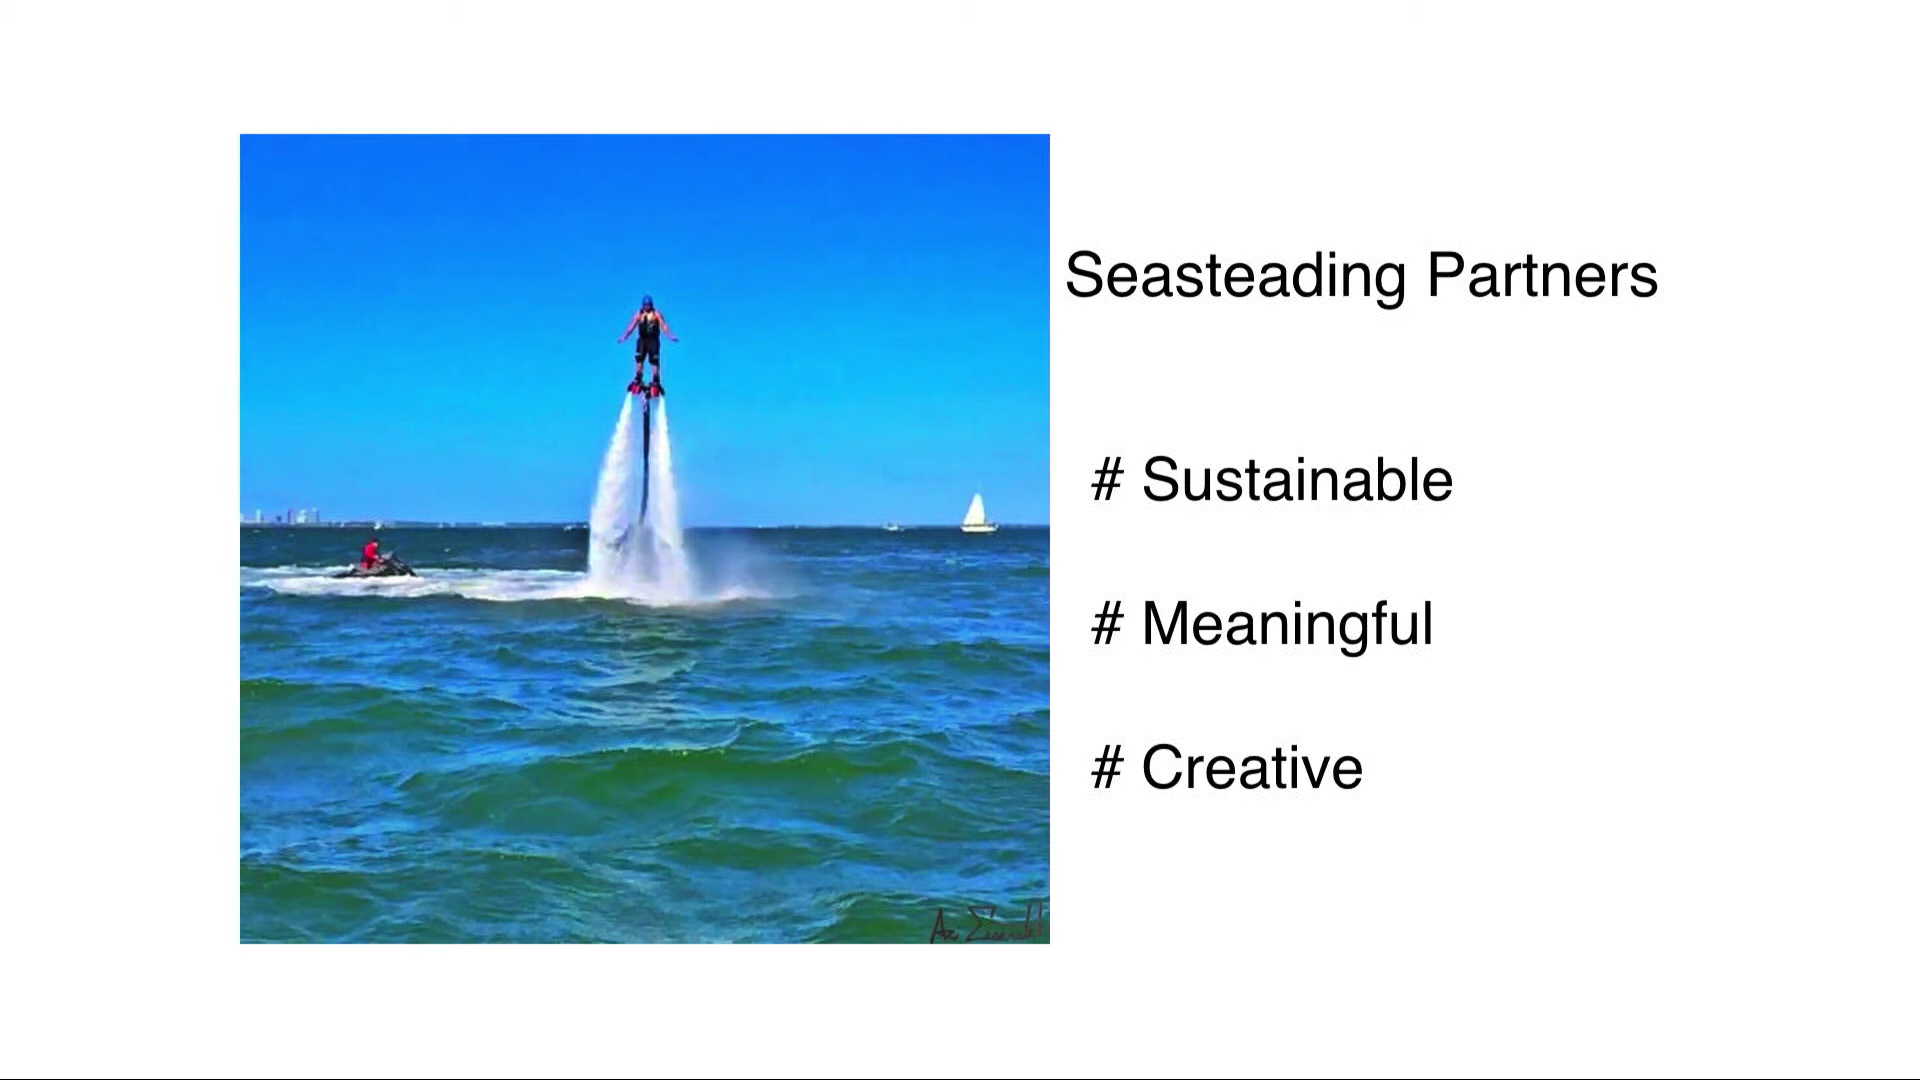 Seasteading Partners
# Sustainable
# Meaningful
# Creative